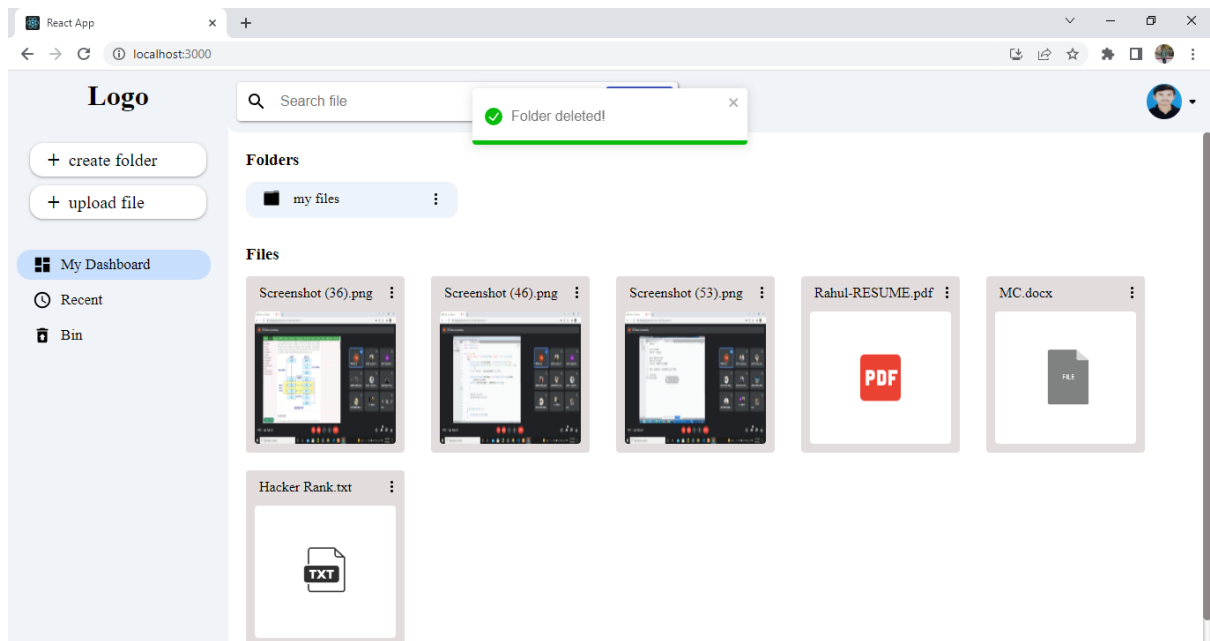 React App
localhost:3000
Logo
Search file
Folder deleted!
+ create folder
+ upload file
My Dashboard
Recent
Bin
Folders
my files
Files
Screenshot (36).png
Screenshot (46).png
Screenshot (53).png
Rahul-RESUME.pdf
MC.docx
PDF
FILE
Hacker Rank.txt
TXT